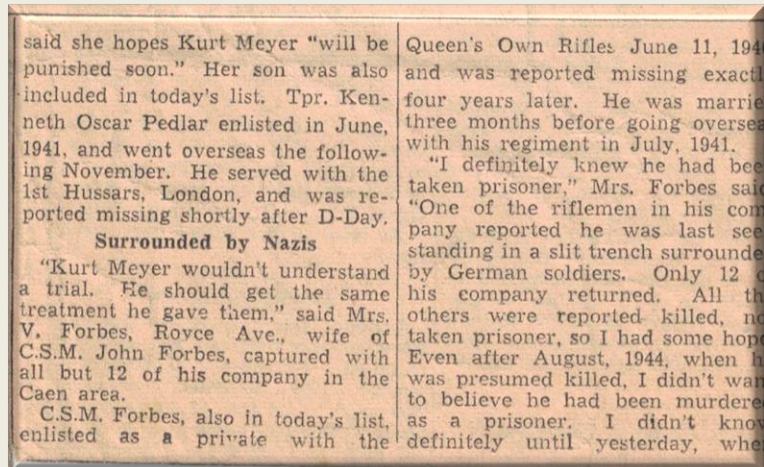 said she hopes Kurt Meyer "will be
punished soon." Her son was also
included in today's list. Tpr. Ken-
neth Oscar Pedlar enlisted in June,
1941, and went overseas the follow-
ing November. He served with the
1st Hussars, London, and was re-
ported missing shortly after D-Day.
Surrounded by Nazis
"Kurt Meyer wouldn't understand
a trial. He should get the same
treatment he gave them," said Mrs.
V. Forbes, Royce Ave., wife of
C.S.M. John Forbes, captured with
all but 12 of his company in the
Caen area.
C.S.M. Forbes, also in today's list,
enlisted as a private with the
Queen's Own Rifles June 11, 194
and was reported missing exactl
four years later. He was marrie
three months before going oversea
with his regiment in July, 1941.
"I definitely knew he had bee
taken prisoner," Mrs. Forbes said
"One of the riflemen in his com
pany reported he was last see
standing in a slit trench surrounde
by German soldiers. Only 12 o
his company returned. All th
others were reported killed, no
taken prisoner, so I had some hope
Even after August, 1944, when h
was presumed killed, I didn't wan
to believe he had been murdere
as a prisoner. I didn't know
definitely until yesterday, whe